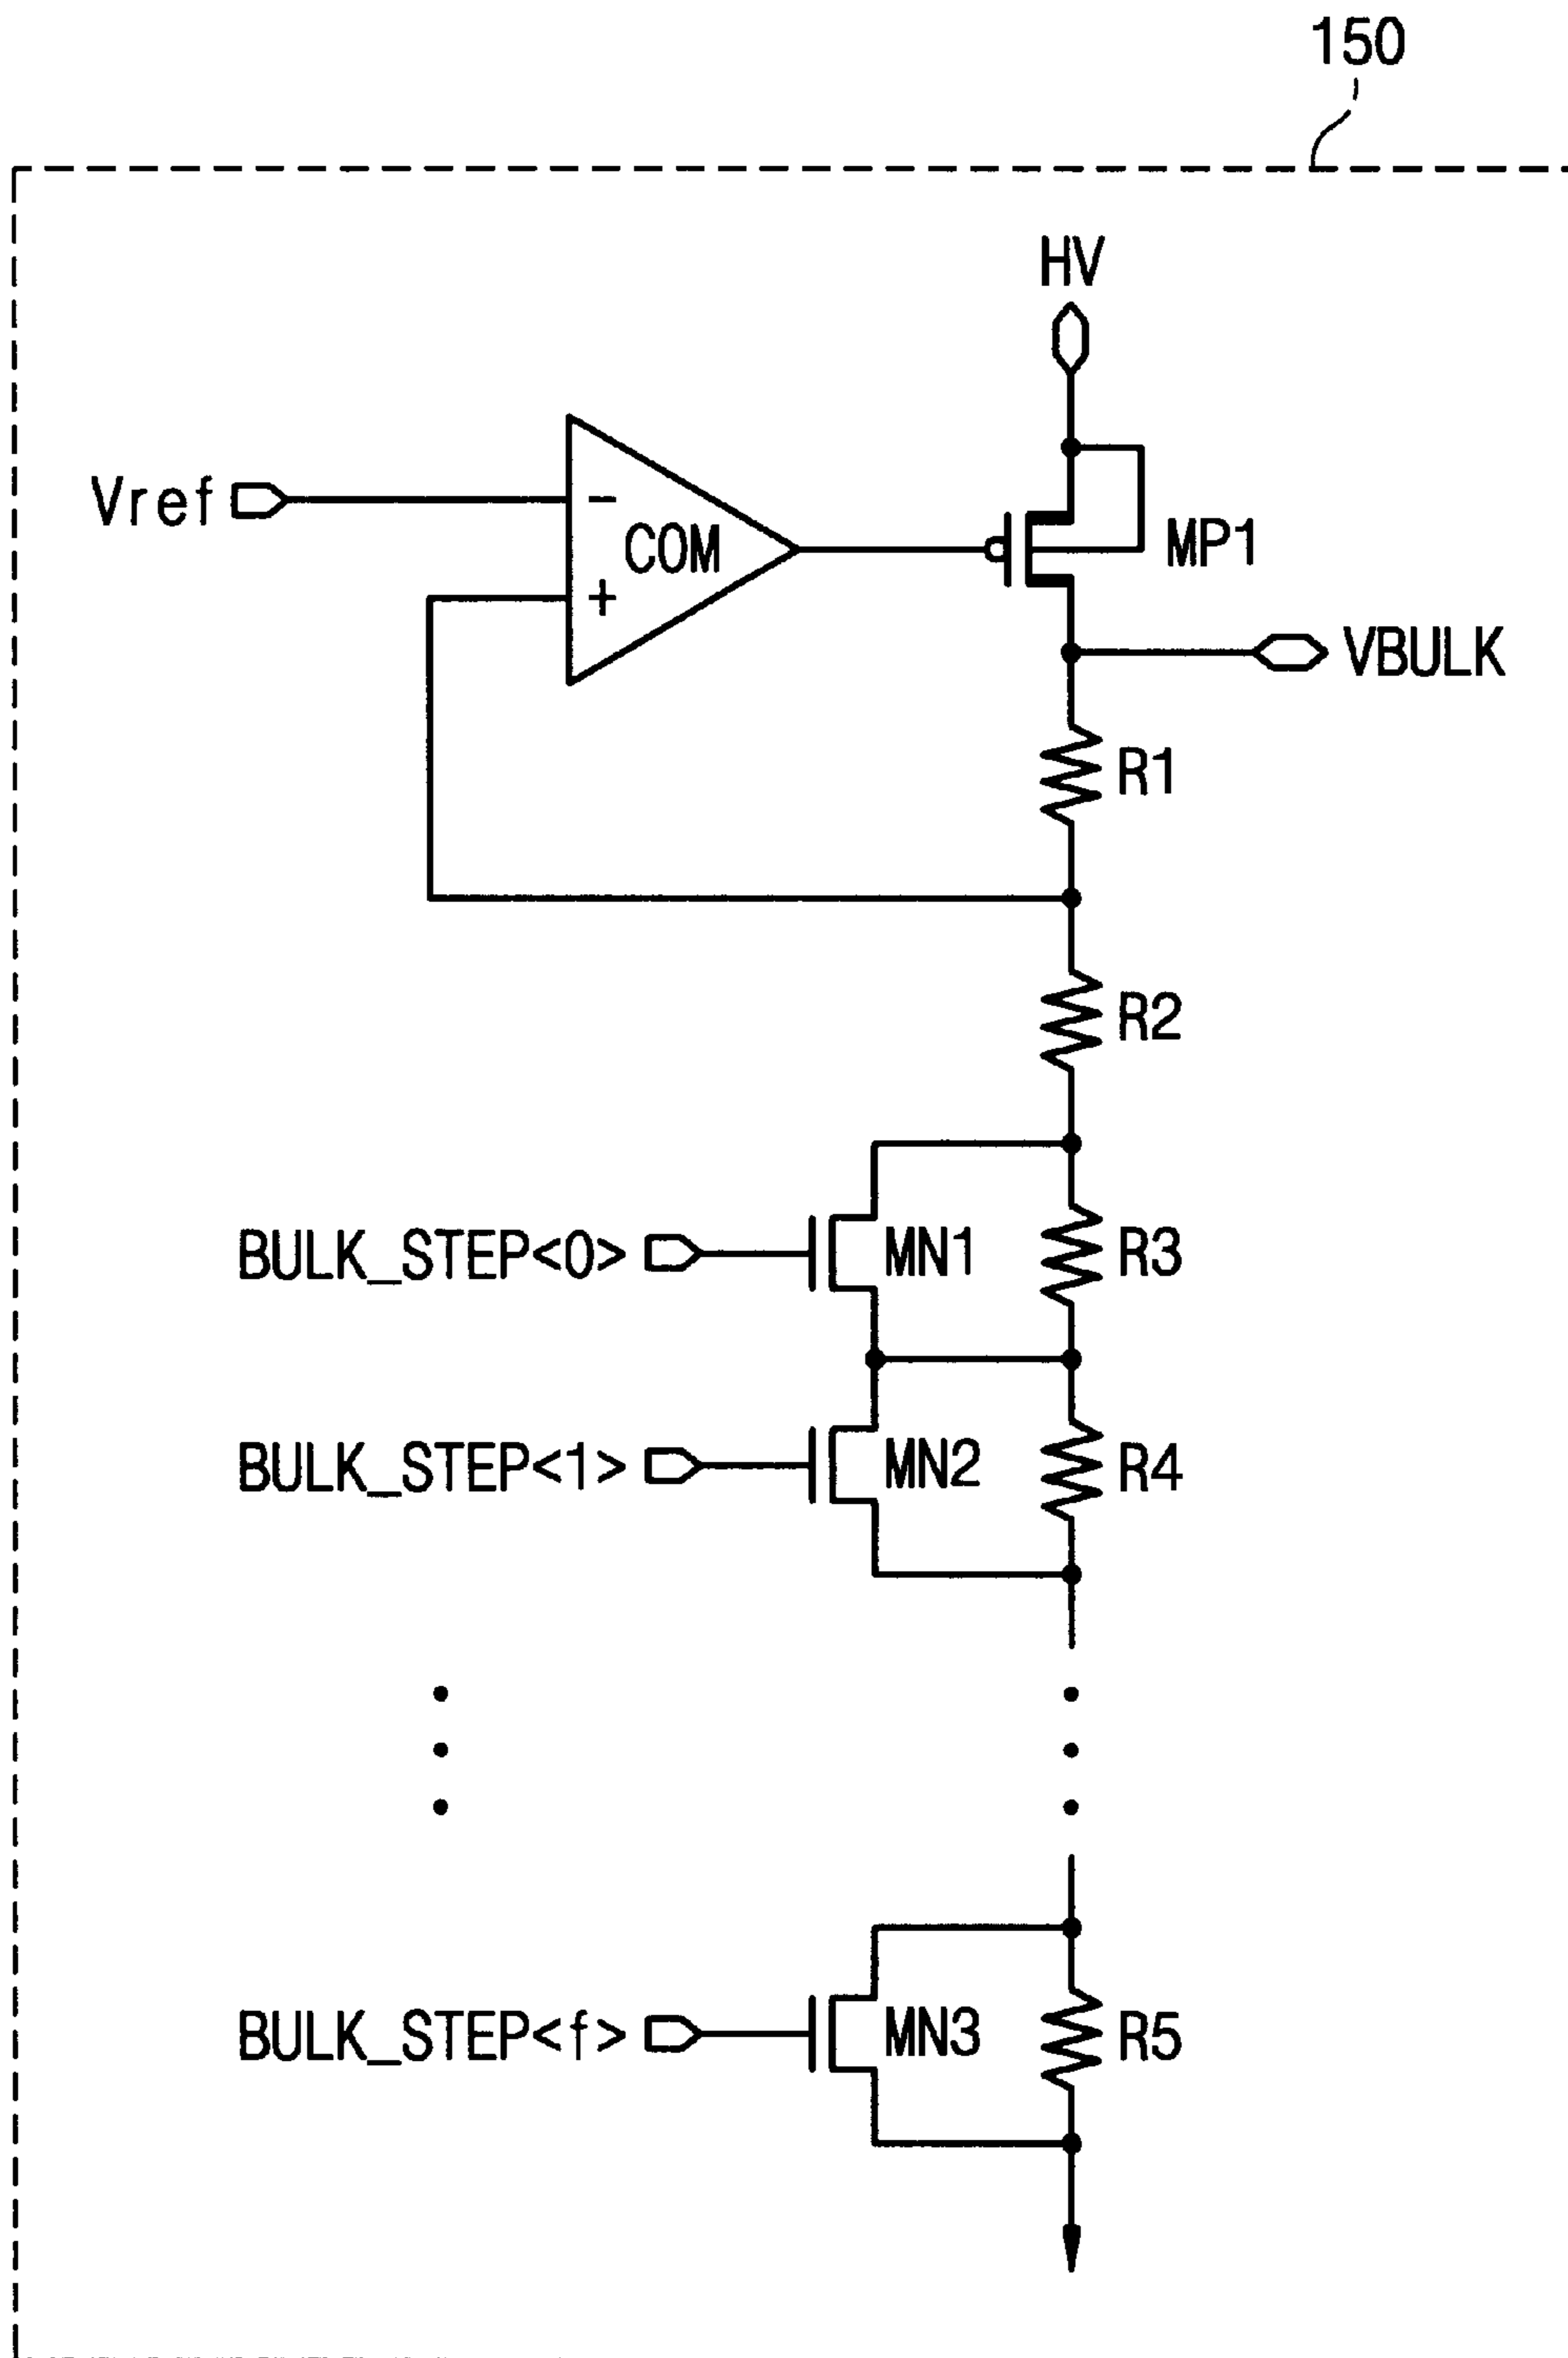 150
HV
Vref
-
COM
+
MP1
VBULK
R1
R2
BULK_STEP<0>
MN1
R3
BULK_STEP<1>
MN2
R4
BULK_STEP<f>
MN3
R5